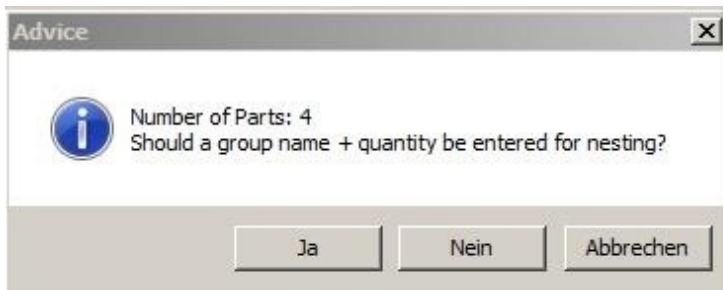 Advice
Number of Parts: 4
Should a group name + quantity be entered for nesting?
Ja
Nein
Abbrechen